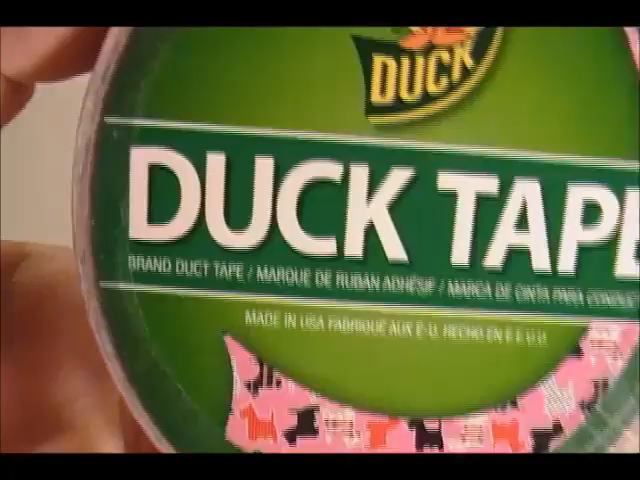 DUCK
DUCK TAPE
BRAND DUCT TAPE / MARQUE DE RUBAN ADHÉSIF / MARCA DE CINTA PARA
MADE IN USA FABRIQUÉ AUX É.-U. HECHO EN E.E.U.U.